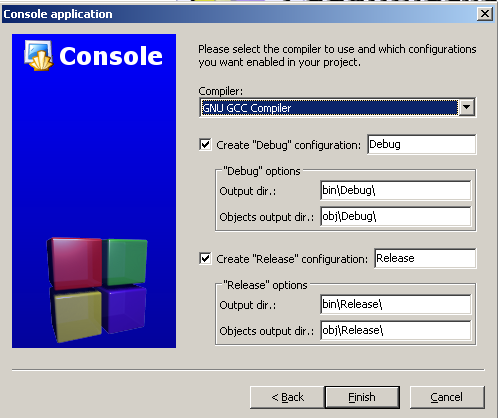 Console application
Console
Please select the compiler to use and which configurations
you want enabled in your project.
Compiler:
GNU GCC Compiler
Create "Debug" configuration: Debug
"Debug" options
Output dir.: bin\Debug\
Objects output dir.: obj\Debug\
Create "Release" configuration: Release
"Release" options
Output dir.: bin\Release\
Objects output dir.: obj\Release\
< Back Finish Cancel